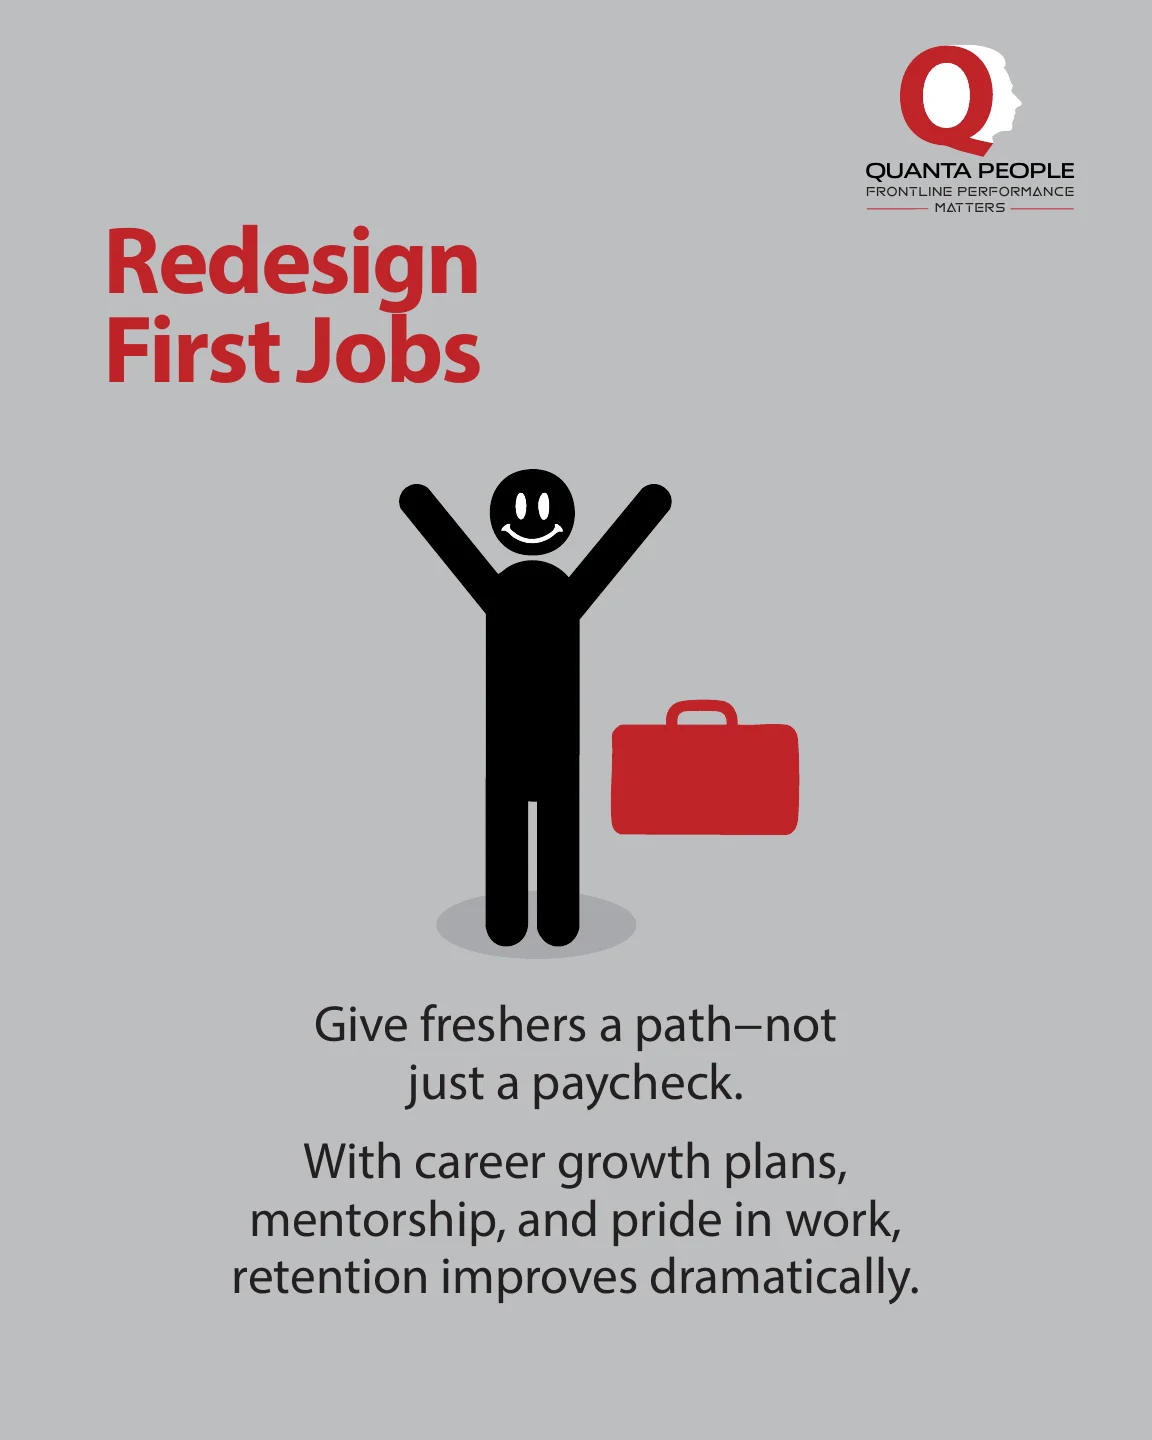 QUANTA PEOPLE
FRONTLINE PERFORMANCE
MATTERS
Redesign
First Jobs
Give freshers a path–not
just a paycheck.
With career growth plans,
mentorship, and pride in work,
retention improves dramatically.